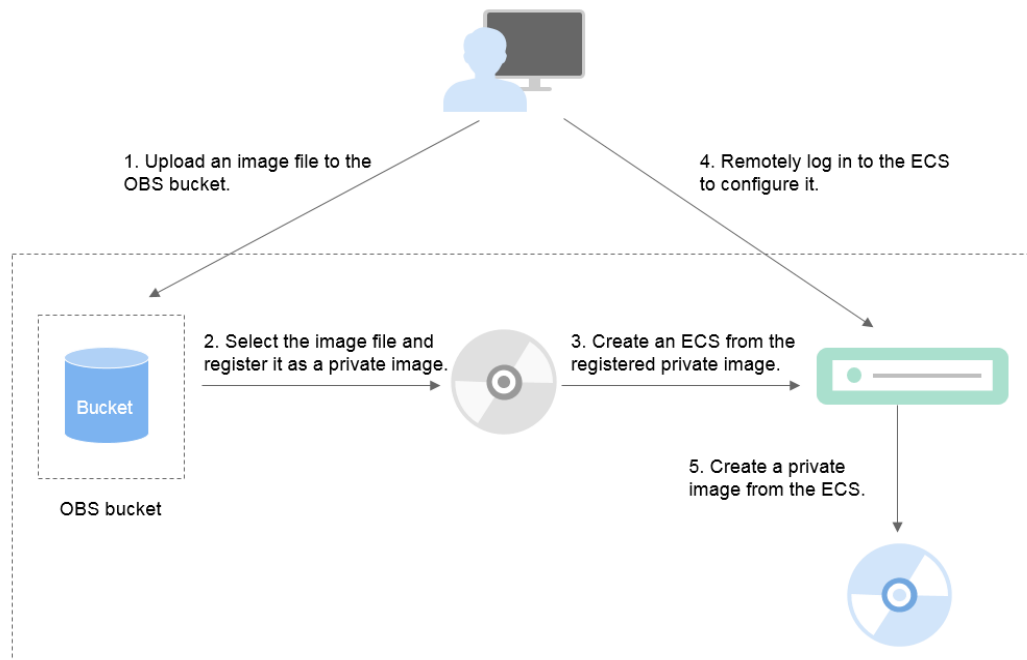 1. Upload an image file to the
OBS bucket.
4. Remotely log in to the ECS
to configure it.
2. Select the image file and
register it as a private image.
3. Create an ECS from the
registered private image.
Bucket
OBS bucket
5. Create a private
image from the ECS.